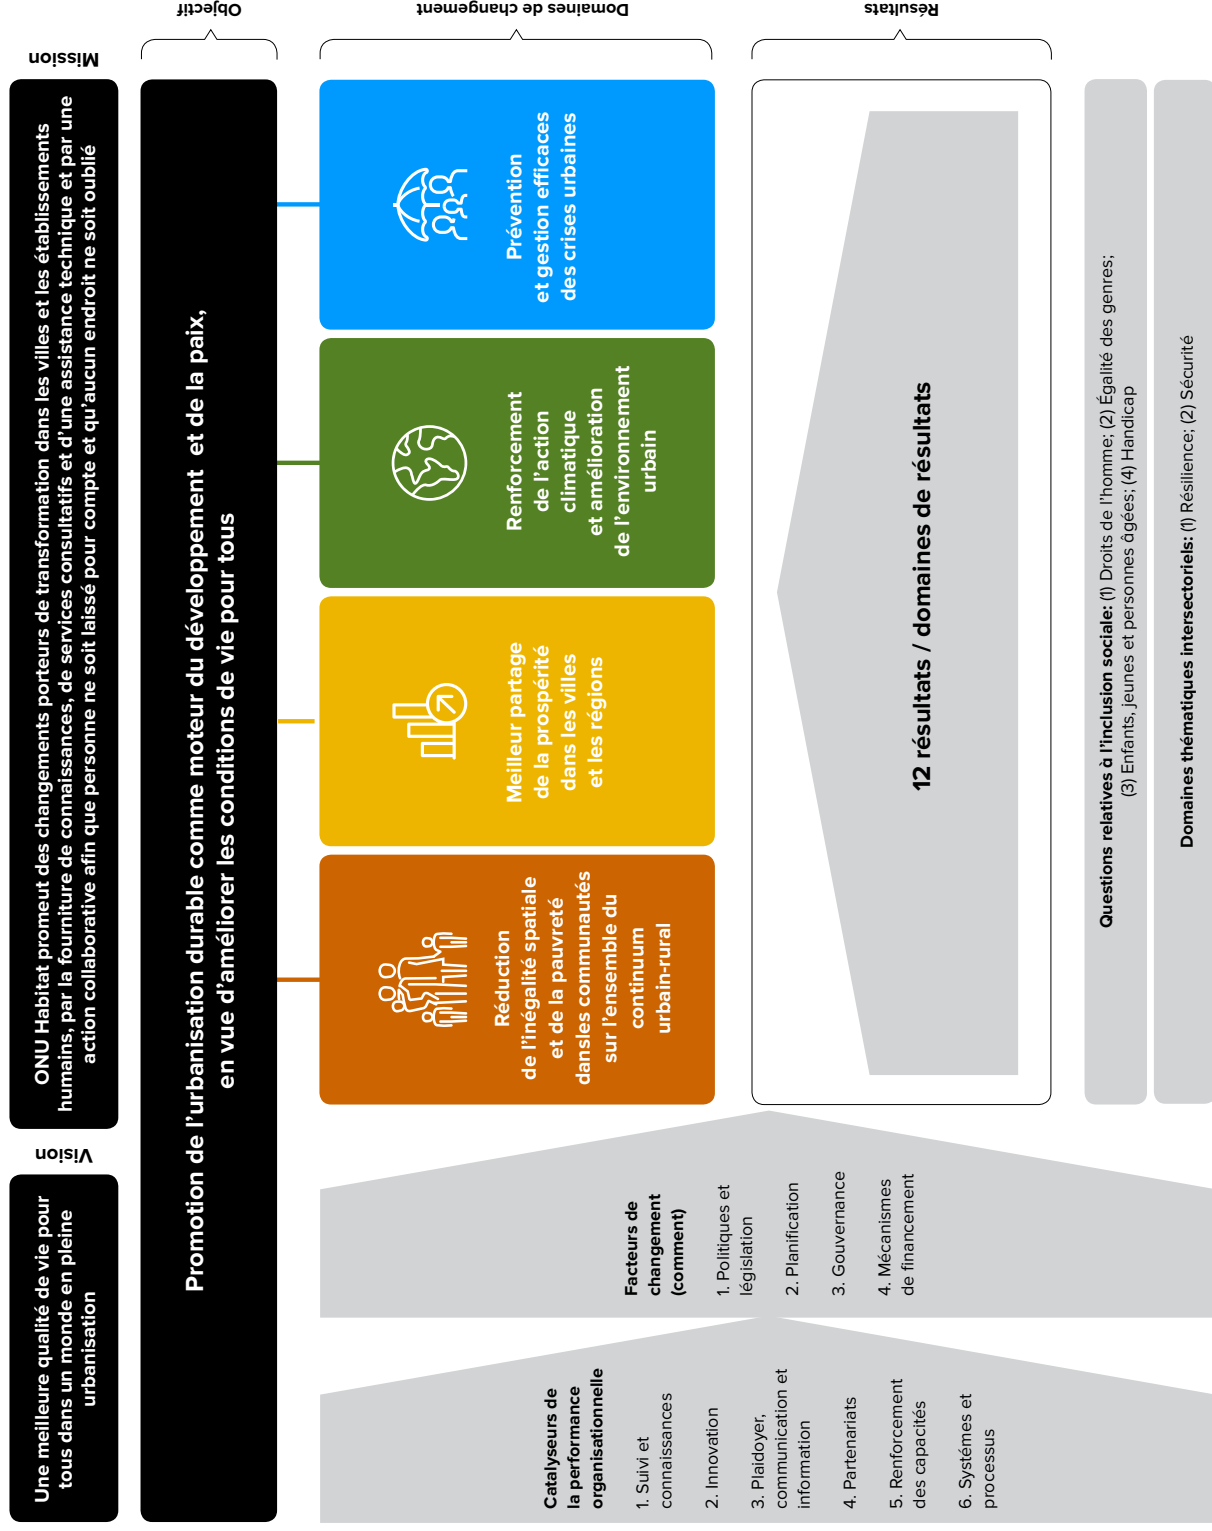 Vision
Une meilleure qualité de vie pour
tous dans un monde en pleine
urbanisation
Mission
ONU Habitat promeut des changements porteurs de transformation dans les villes et les établissements
humains, par la fourniture de connaissances, de services consultatifs et d'une assistance technique et par une
action collaborative afin que personne ne soit laissé pour compte et qu'aucun endroit ne soit oublié
Objectif
Promotion de l'urbanisation durable comme moteur du développement et de la paix,
en vue d'améliorer les conditions de vie pour tous
Domaines de changement
Réduction
de l'inégalité spatiale
et de la pauvreté
dansles communautés
sur l'ensemble du
continuum
urbain-rural
Meilleur partage
de la prospérité
dans les villes
et les régions
Renforcement
de l'action
climatique
et amélioration
de l'environnement
urbain
Prévention
et gestion efficaces
des crises urbaines
Catalyseurs de
la performance
organisationnelle
1. Suivi et
connaissances
2. Innovation
3. Plaidoyer,
communication et
information
4. Partenariats
5. Renforcement
des capacités
6. Systémes et
processus
Facteurs de
changement
(comment)
1. Politiques et
législation
2. Planification
3. Gouvernance
4. Mécanismes
de financement
Résultats
12 résultats / domaines de résultats
Questions relatives à l'inclusion sociale: (1) Droits de l'homme; (2) Égalité des genres;
(3) Enfants, jeunes et personnes âgées; (4) Handicap
Domaines thématiques intersectoriels: (1) Résilience; (2) Sécurité